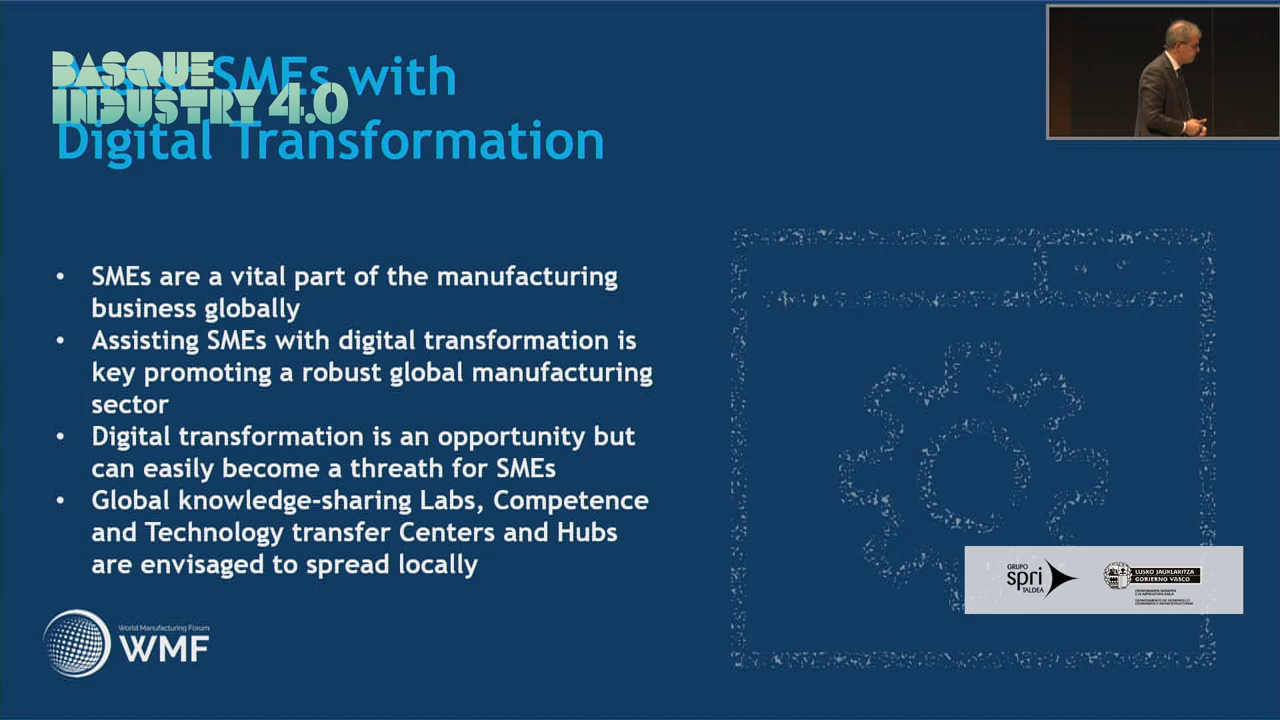 BASQUE
INDUSTRY 4.0
SMEs with
Digital Transformation
• SMEs are a vital part of the manufacturing
business globally
• Assisting SMEs with digital transformation is
key promoting a robust global manufacturing
sector
• Digital transformation is an opportunity but
can easily become a threath for SMEs
• Global knowledge-sharing Labs, Competence
and Technology transfer Centers and Hubs
are envisaged to spread locally
World Manufacturing Forum
WMF
GRUPO
spri
TALDEA
EUSKO JAURLARITZA
GOBIERNO VASCO